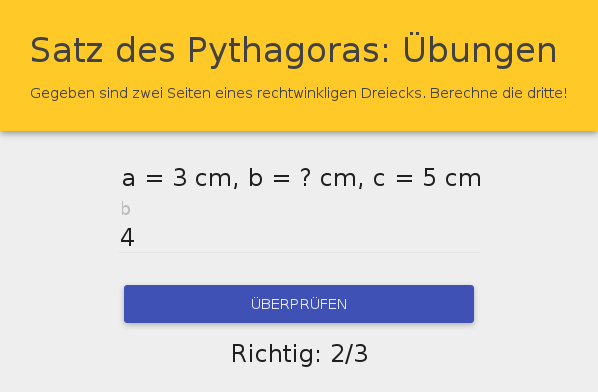 Satz des Pythagoras: Übungen
Gegeben sind zwei Seiten eines rechtwinkligen Dreiecks. Berechne die dritte!
a = 3 cm, b = ? cm, c = 5 cm
b
4
ÜBERPRÜFEN
Richtig: 2/3